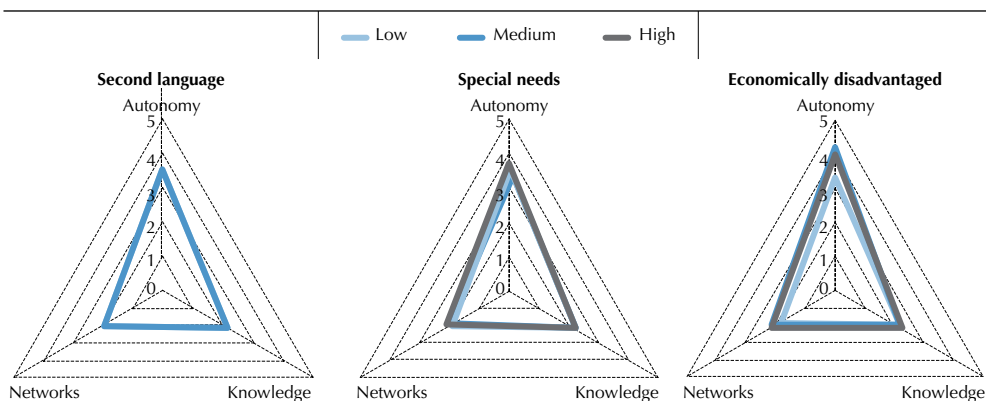 Low Medium High
Second language
Autonomy
5
4
3
2
1
0
Networks Knowledge
Special needs
Autonomy
5
4
3
2
1
0
Networks Knowledge
Economically disadvantaged
Autonomy
5
4
3
2
1
0
Networks Knowledge